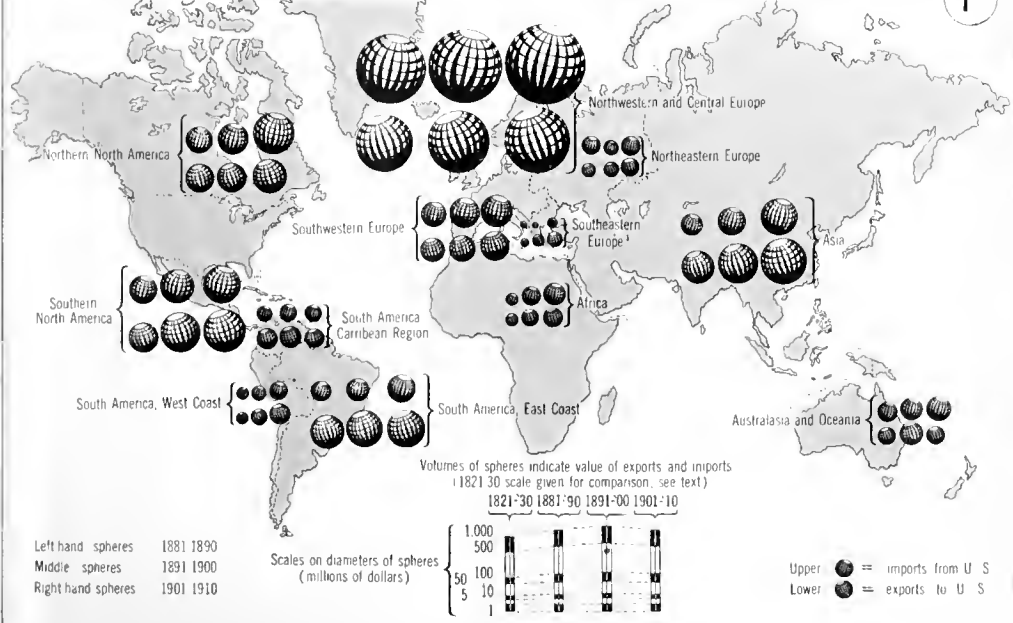 1
Northwestern and Central Europe
Northern North America
Northeastern Europe
Southwestern Europe
Southeastern
Europe¹
Asia
Southern
North America
Africa
South America
Carribean Region
South America, West Coast
South America, East Coast
Australasia and Oceania
Volumes of spheres indicate value of exports and imports
(1821 30 scale given for comparison, see text)
1821-'30 1881-'90 1891-'00 1901-'10
Scales on diameters of spheres
(millions of dollars)
1.000
500
100
50
10
5
1
Left hand spheres 1881 1890
Middle spheres 1891 1900
Right hand spheres 1901 1910
Upper = imports from U S
Lower = exports to U S